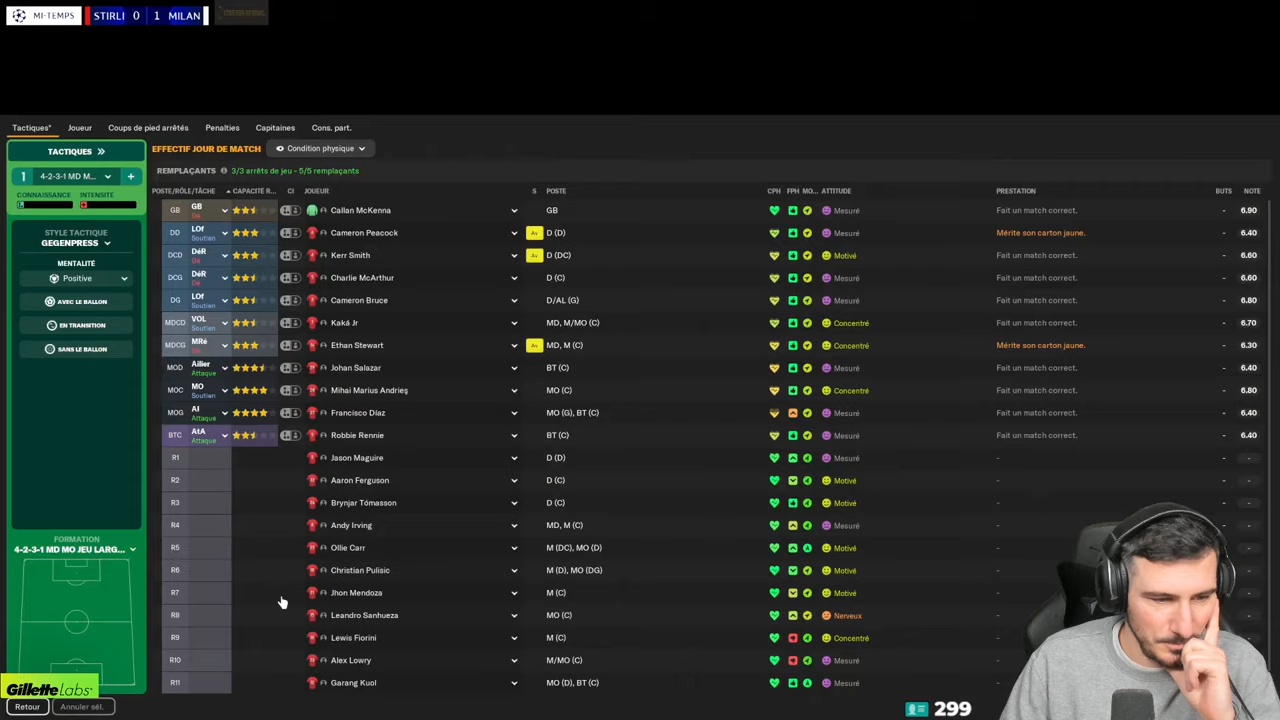 MI-TEMPS STIRLI 0 1 MILAN
Tactiques* Joueur Coups de pied arrêtés Penalties Capitaines Cons. part.
TACTIQUES
EFFECTIF JOUR DE MATCH Condition physique
REMPLAÇANTS 3/3 arrêts de jeu - 5/5 remplaçants
1 4-2-3-1 MD M...
CONNAISSANCE INTENSITÉ
STYLE TACTIQUE
GEGENPRESS
MENTALITÉ
Positive
AVEC LE BALLON
EN TRANSITION
SANS LE BALLON
FORMATION
4-2-3-1 MD MO JEU LARG...
POSTE/RÔLE/TÂCHE CAPACITÉ R... CI JOUEUR S POSTE CPH FPH MO... ATTITUDE PRESTATION BUTS NOTE
GB GB Dé Callan McKenna GB Mesuré Fait un match correct. - 6.90
DD LOf Soutien Cameron Peacock Av D (D) Mesuré Mérite son carton jaune. - 6.40
DCD DéR Dé Kerr Smith Av D (DC) Motivé Fait un match correct. - 6.60
DCG DéR Dé Charlie McArthur D (C) Mesuré Fait un match correct. - 6.60
DG LOf Soutien Cameron Bruce D/AL (G) Mesuré Fait un match correct. - 6.80
MDCD VOL Soutien Kaká Jr MD, M/MO (C) Concentré Fait un match correct. - 6.70
MDCG MRé Dé Ethan Stewart Av MD, M (C) Concentré Mérite son carton jaune. - 6.30
MOD Ailier Attaque Johan Salazar BT (C) Mesuré Fait un match correct. - 6.40
MOC MO Soutien Mihai Marius Andrieș MO (C) Concentré Fait un match correct. - 6.80
MOG AI Attaque Francisco Díaz MO (G), BT (C) Mesuré Fait un match correct. - 6.40
BTC AtA Attaque Robbie Rennie BT (C) Mesuré Fait un match correct. - 6.40
R1 Jason Maguire D (D) Mesuré - - -
R2 Aaron Ferguson D (C) Motivé - - -
R3 Brynjar Tómasson D (C) Motivé - - -
R4 Andy Irving MD, M (C) Mesuré - - -
R5 Ollie Carr M (DC), MO (D) Motivé - - -
R6 Christian Pulisic M (D), MO (DG) Motivé - - -
R7 Jhon Mendoza M (C) Motivé - - -
R8 Leandro Sanhueza MO (C) Nerveux - - -
R9 Lewis Fiorini M (C) Concentré - - -
R10 Alex Lowry M/MO (C) Mesuré - - -
R11 Garang Kuol MO (D), BT (C) Mesuré - - -
Gillette Labs
Retour Annuler sél.
299